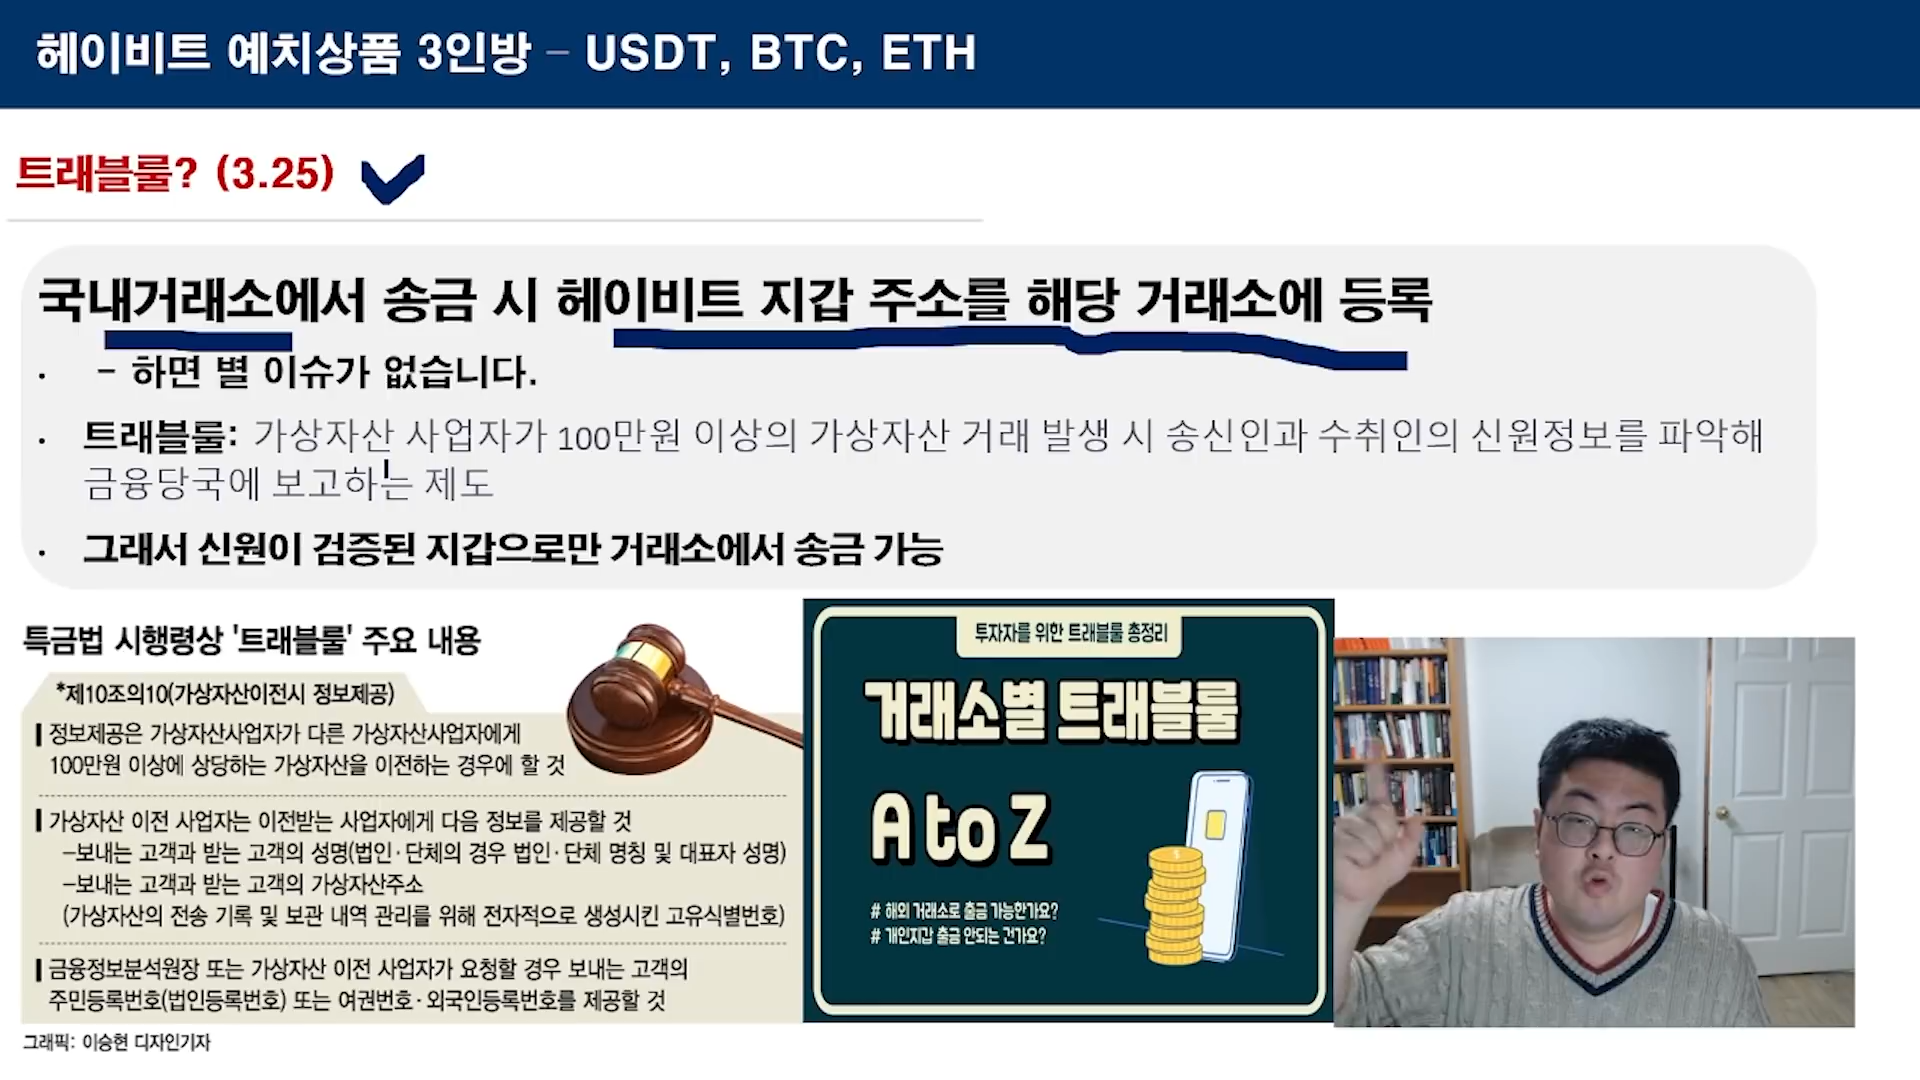 헤이비트 예치상품 3인방 – USDT, BTC, ETH
트래블룰? (3.25)
국내거래소에서 송금 시 헤이비트 지갑 주소를 해당 거래소에 등록
· – 하면 별 이슈가 없습니다.
· 트래블룰: 가상자산 사업자가 100만원 이상의 가상자산 거래 발생 시 송신인과 수취인의 신원정보를 파악해
금융당국에 보고하는 제도
· 그래서 신원이 검증된 지갑으로만 거래소에서 송금 가능
특금법 시행령상 '트래블룰' 주요 내용
*제10조의10(가상자산이전시 정보제공)
정보제공은 가상자산사업자가 다른 가상자산사업자에게
100만원 이상에 상당하는 가상자산을 이전하는 경우에 할 것
가상자산 이전 사업자는 이전받는 사업자에게 다음 정보를 제공할 것
–보내는 고객과 받는 고객의 성명(법인·단체의 경우 법인·단체 명칭 및 대표자 성명)
–보내는 고객과 받는 고객의 가상자산주소
(가상자산의 전송 기록 및 보관 내역 관리를 위해 전자적으로 생성시킨 고유식별번호)
금융정보분석원장 또는 가상자산 이전 사업자가 요청할 경우 보내는 고객의
주민등록번호(법인등록번호) 또는 여권번호·외국인등록번호를 제공할 것
그래픽: 이승현 디자인기자
투자자를 위한 트래블룰 총정리
거래소별 트래블룰
A to Z
# 해외 거래소로 출금 가능한가요?
# 개인지갑 출금 안되는 건가요?